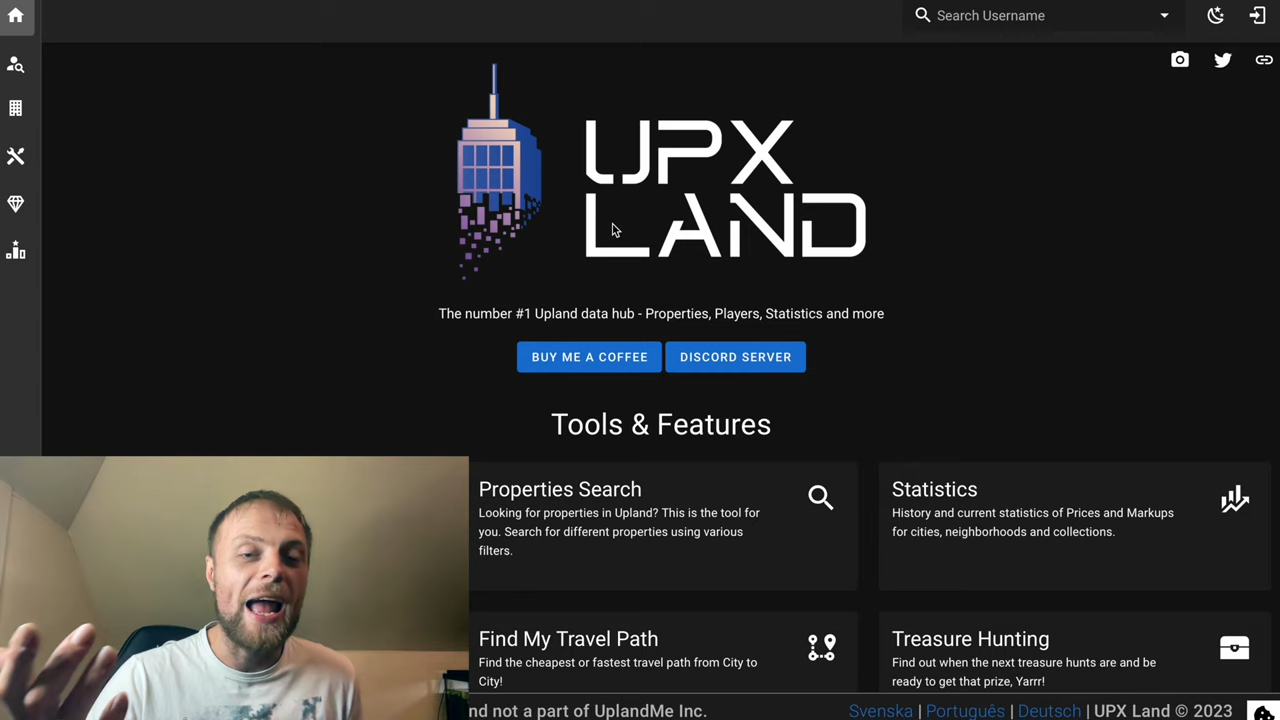 Search Username
UPX
LAND
The number #1 Upland data hub - Properties, Players, Statistics and more
BUY ME A COFFEE
DISCORD SERVER
Tools & Features
Properties Search
Looking for properties in Upland? This is the tool for
you. Search for different properties using various
filters.
Statistics
History and current statistics of Prices and Markups
for cities, neighborhoods and collections.
Find My Travel Path
Find the cheapest or fastest travel path from City to
City!
Treasure Hunting
Find out when the next treasure hunts are and be
ready to get that prize, Yarrr!
nd not a part of UplandMe Inc.
Svenska | Português | Deutsch | UPX Land © 2023